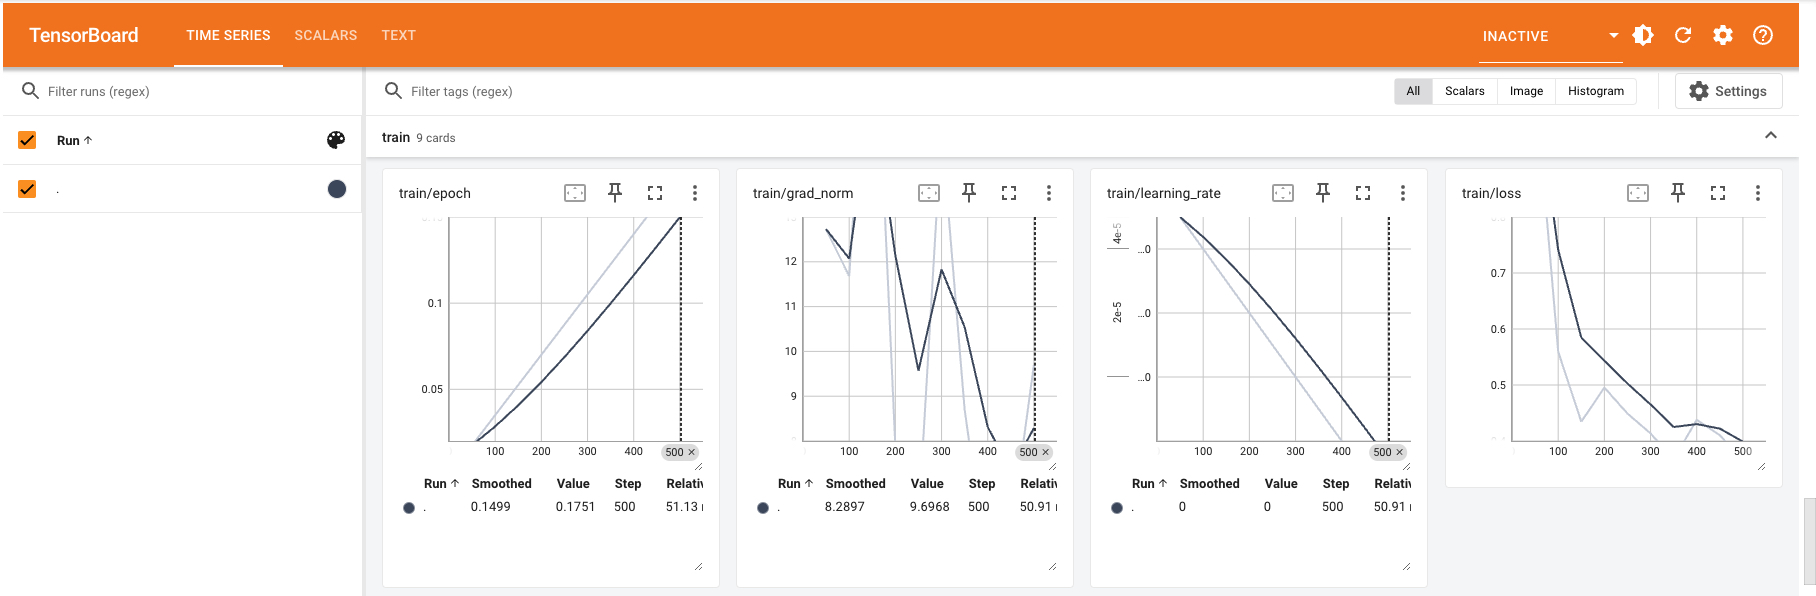 TensorBoard TIME SERIES SCALARS TEXT INACTIVE
Filter runs (regex)
Filter tags (regex) All Scalars Image Histogram Settings
Run ↑
.
train 9 cards
train/epoch
0.1
0.05
100 200 300 400 500 ×
Run ↑ Smoothed Value Step Relativ
. 0.1499 0.1751 500 51.13
train/grad_norm
12
11
10
9
100 200 300 400 500 ×
Run ↑ Smoothed Value Step Relativ
. 8.2897 9.6968 500 50.91
train/learning_rate
4e-5
2e-5
...0
...0
...0
100 200 300 400 500 ×
Run ↑ Smoothed Value Step Relativ
. 0 0 500 50.91
train/loss
0.7
0.6
0.5
100 200 300 400 500